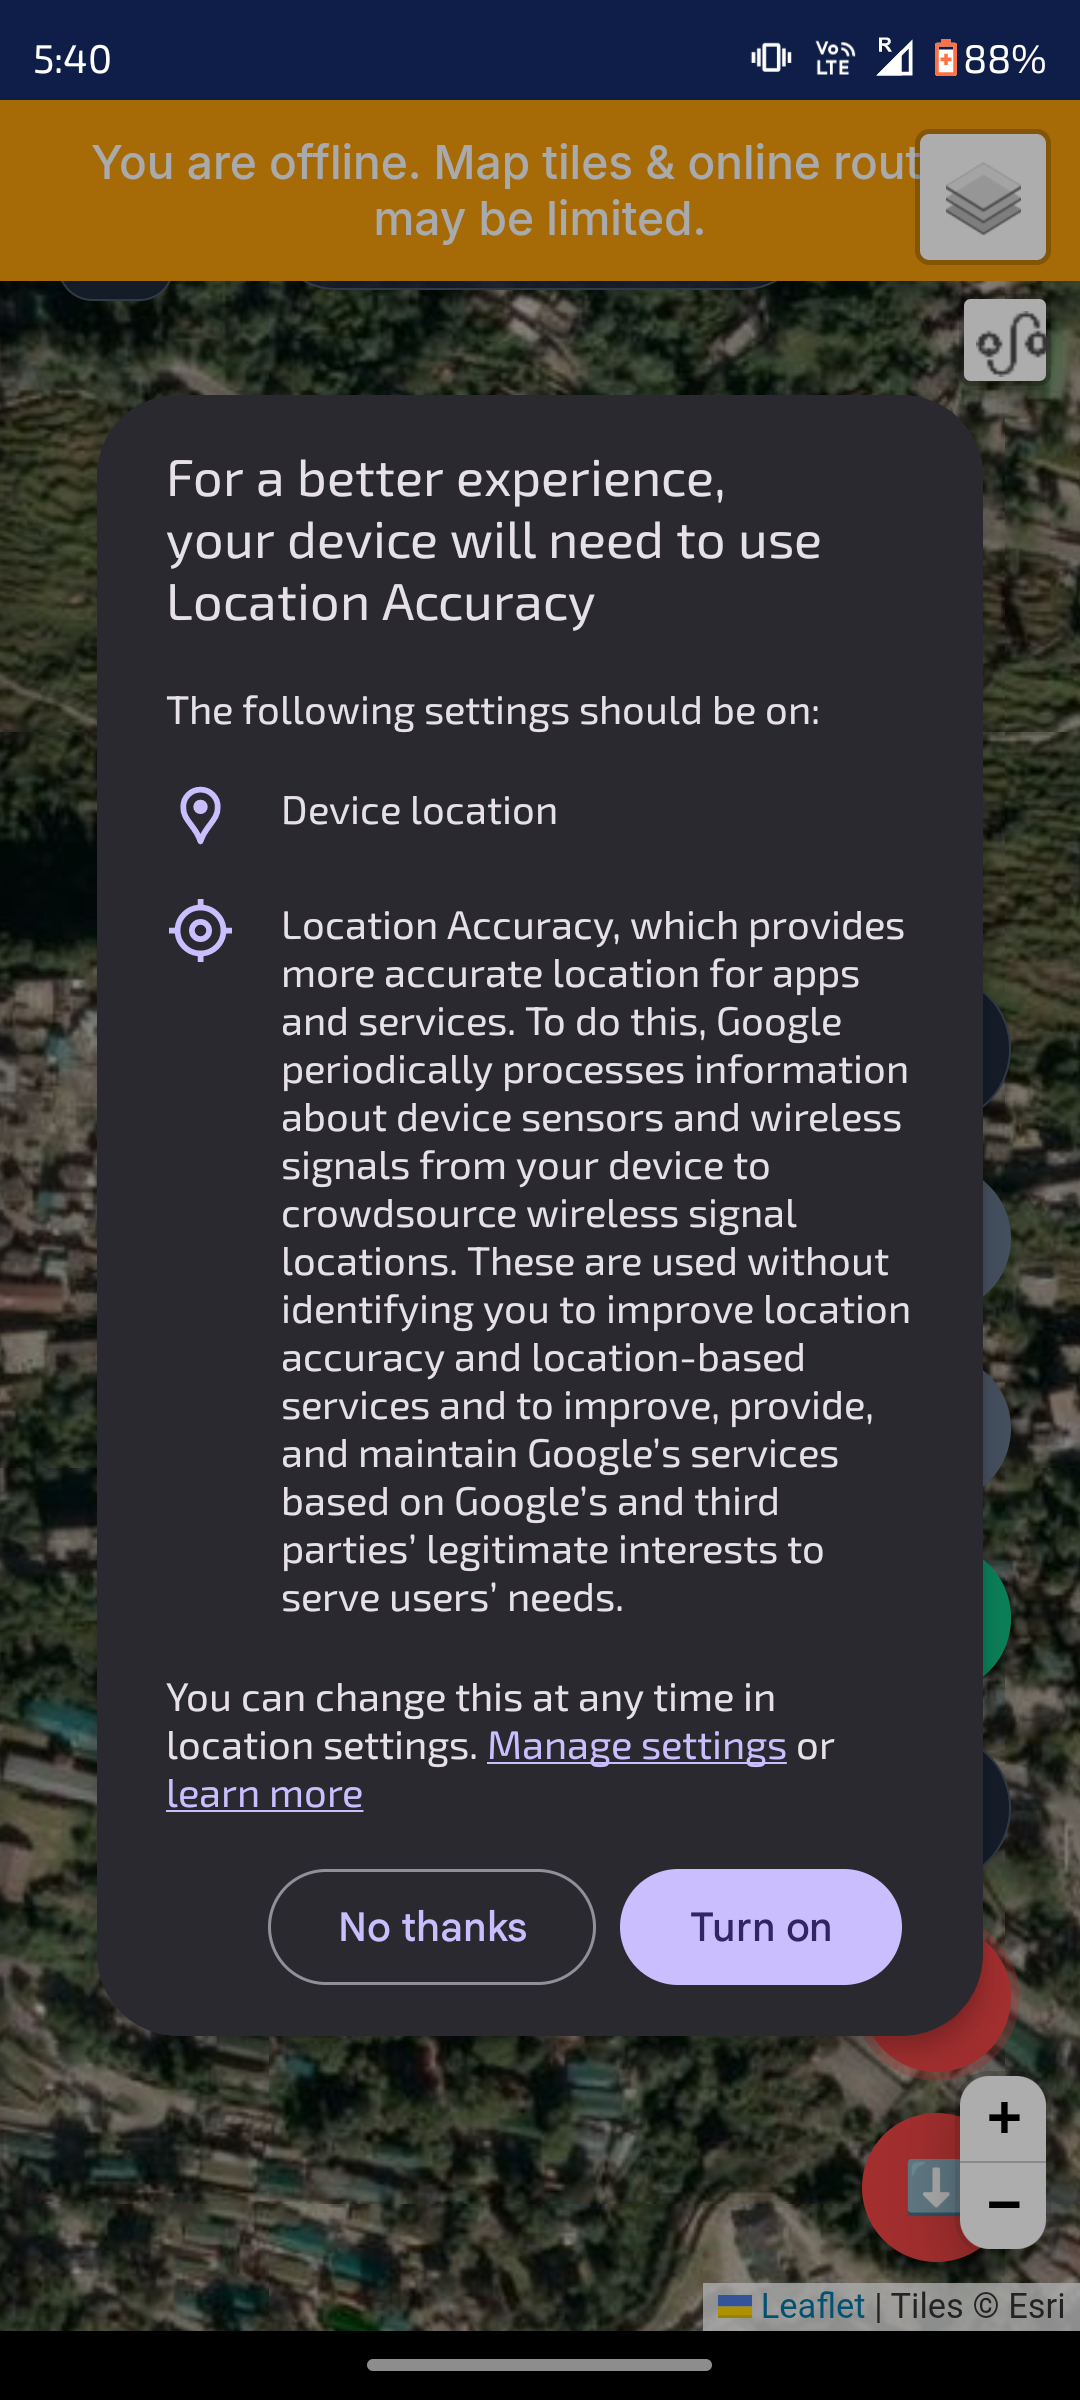 5:40
Vo LTE
R
88%
You are offline. Map tiles & online rout
may be limited.
For a better experience,
your device will need to use
Location Accuracy
The following settings should be on:
Device location
Location Accuracy, which provides
more accurate location for apps
and services. To do this, Google
periodically processes information
about device sensors and wireless
signals from your device to
crowdsource wireless signal
locations. These are used without
identifying you to improve location
accuracy and location-based
services and to improve, provide,
and maintain Google’s services
based on Google’s and third
parties’ legitimate interests to
serve users’ needs.
You can change this at any time in
location settings. Manage settings or
learn more
No thanks
Turn on
+
−
Leaflet | Tiles © Esri